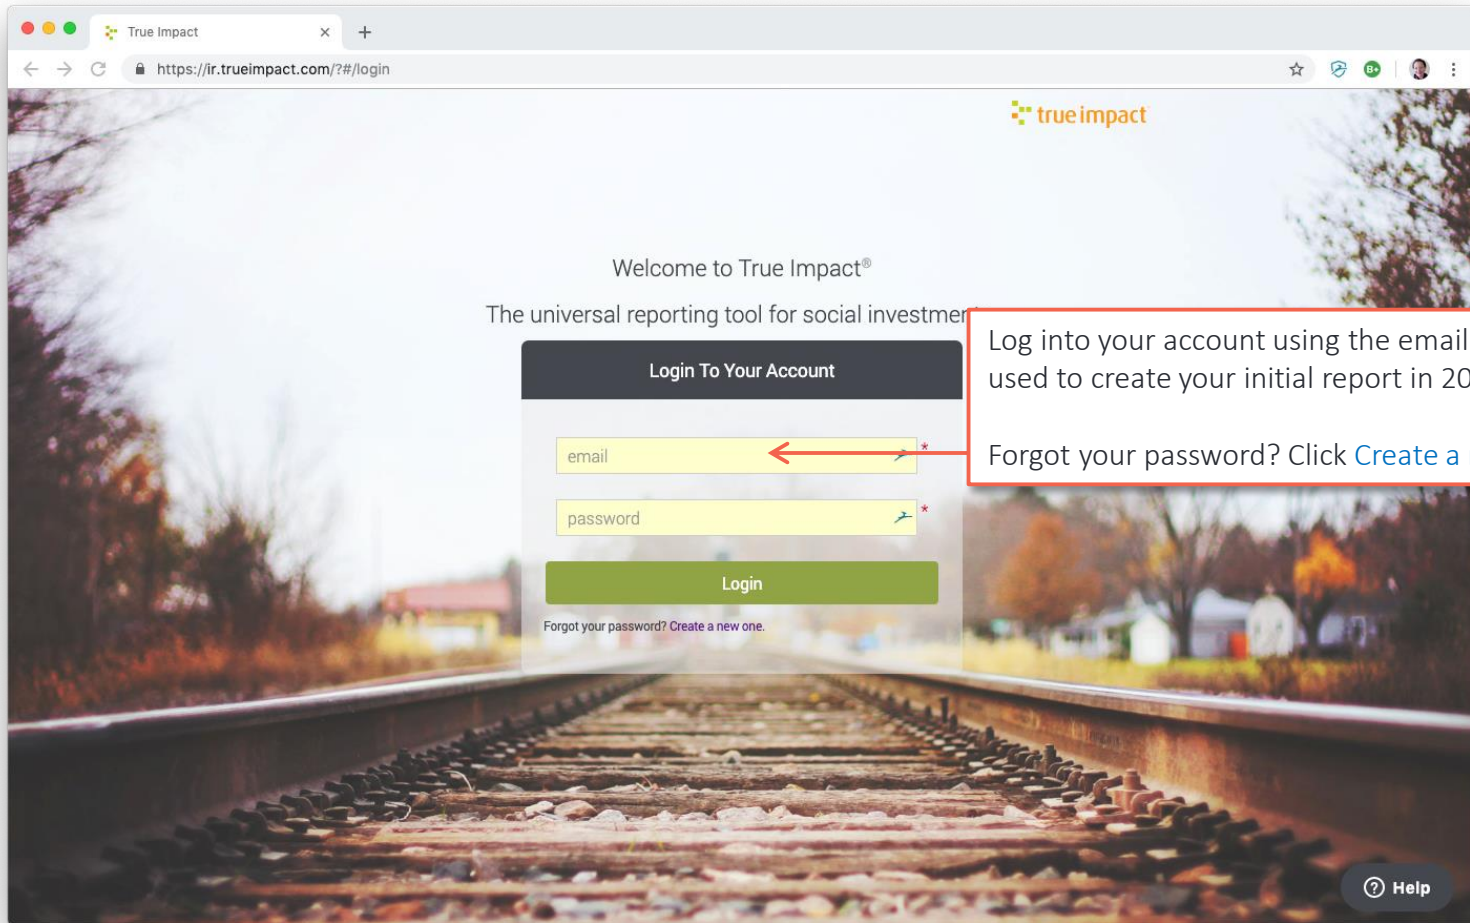 True Impact
https://ir.trueimpact.com/?#/login
B+
true impact
Welcome to True Impact®
The universal reporting tool for social
Log into your account using the email
used to create your initial report in
Login To Your Account
email *
Forgot your password? Click Create a
password *
Login
Forgot your password? Create a new one.
? Help